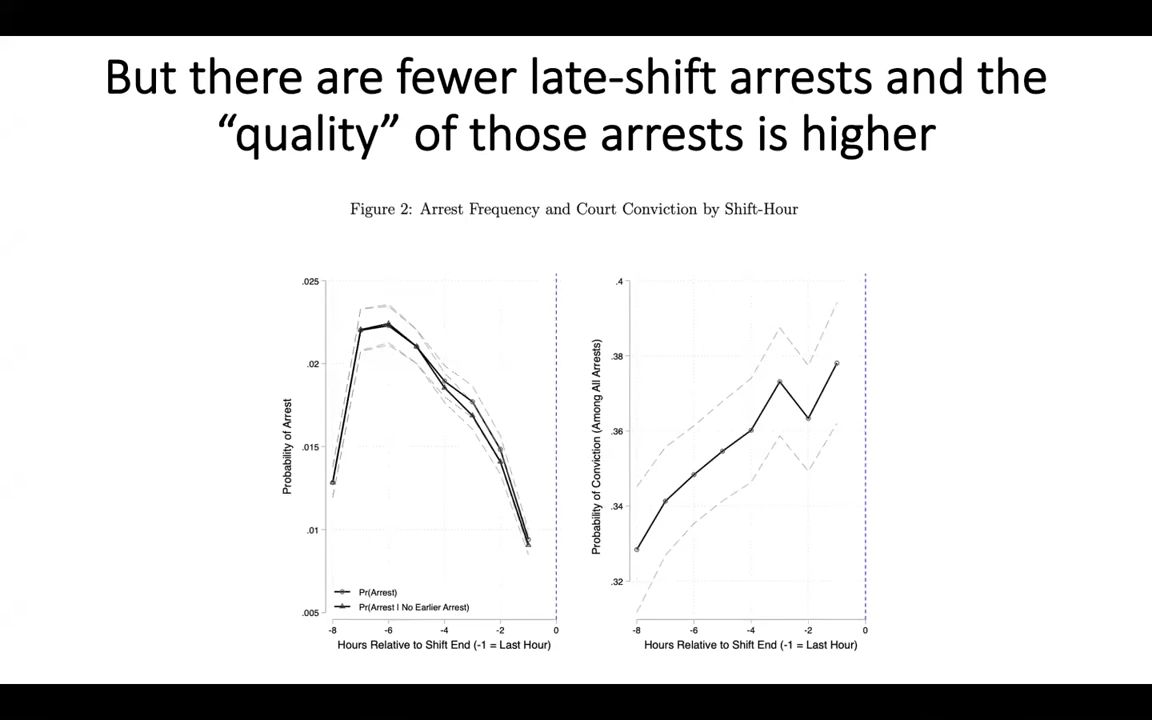 But there are fewer late-shift arrests and the
“quality” of those arrests is higher
Figure 2: Arrest Frequency and Court Conviction by Shift-Hour
Probability of Arrest
.025
.02
.015
.01
.005
Pr(Arrest)
Pr(Arrest | No Earlier Arrest)
-8 -6 -4 -2 0
Hours Relative to Shift End (-1 = Last Hour)
Probability of Conviction (Among All Arrests)
.4
.38
.36
.34
.32
-8 -6 -4 -2 0
Hours Relative to Shift End (-1 = Last Hour)